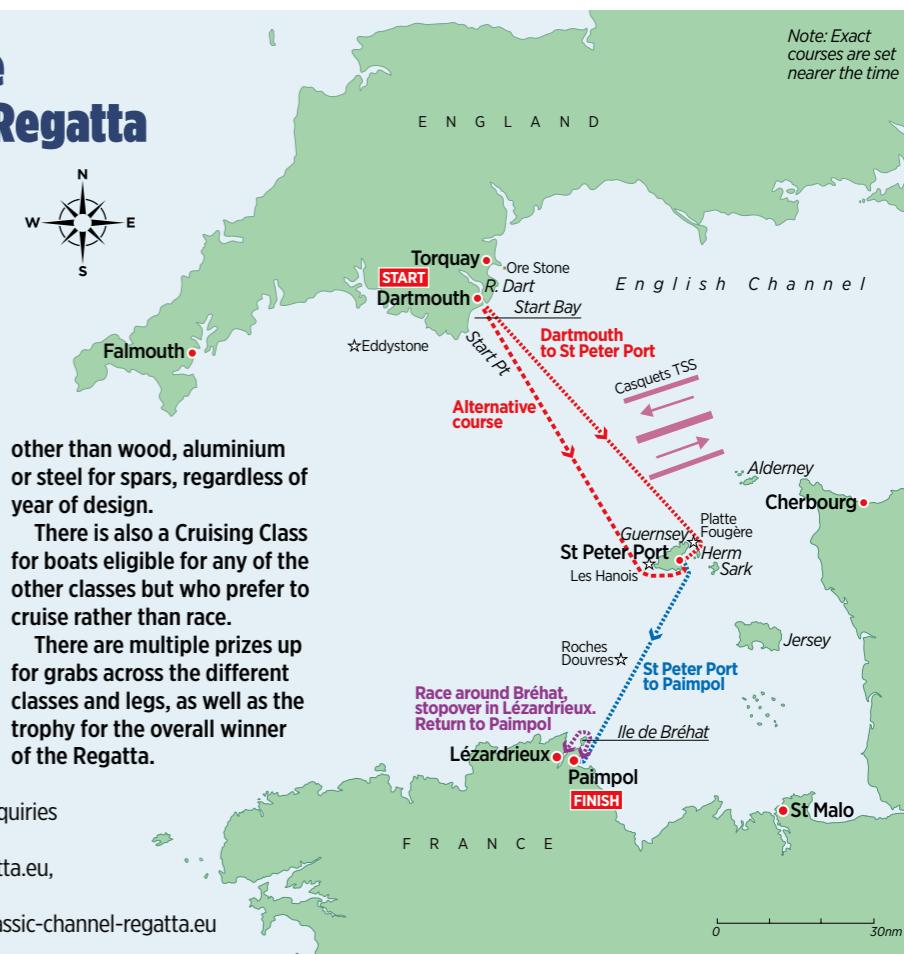 Regatta
Note: Exact
courses are set
nearer the time
ENGLAND
N
W
E
S
Torquay
START
Ore Stone
R. Dart
Dartmouth
Start Bay
English Channel
Falmouth
Eddystone
Start Pt
Dartmouth
to St Peter Port
Casquets TSS
Alternative
course
other than wood, aluminium
or steel for spars, regardless of
year of design.
There is also a Cruising Class
for boats eligible for any of the
other classes but who prefer to
cruise rather than race.
There are multiple prizes up
for grabs across the different
classes and legs, as well as the
trophy for the overall winner
of the Regatta.
Alderney
Cherbourg
Platte
Fougère
Guernsey
St Peter Port
Herm
Sark
Les Hanois
Jersey
Roches
Douvres
St Peter Port
to Paimpol
Race around Bréhat,
stopover in Lézardrieux.
Return to Paimpol
Ile de Bréhat
Lézardrieux
Paimpol
FINISH
St Malo
FRANCE
quiries
tta.eu,
assic-channel-regatta.eu
0
30nm